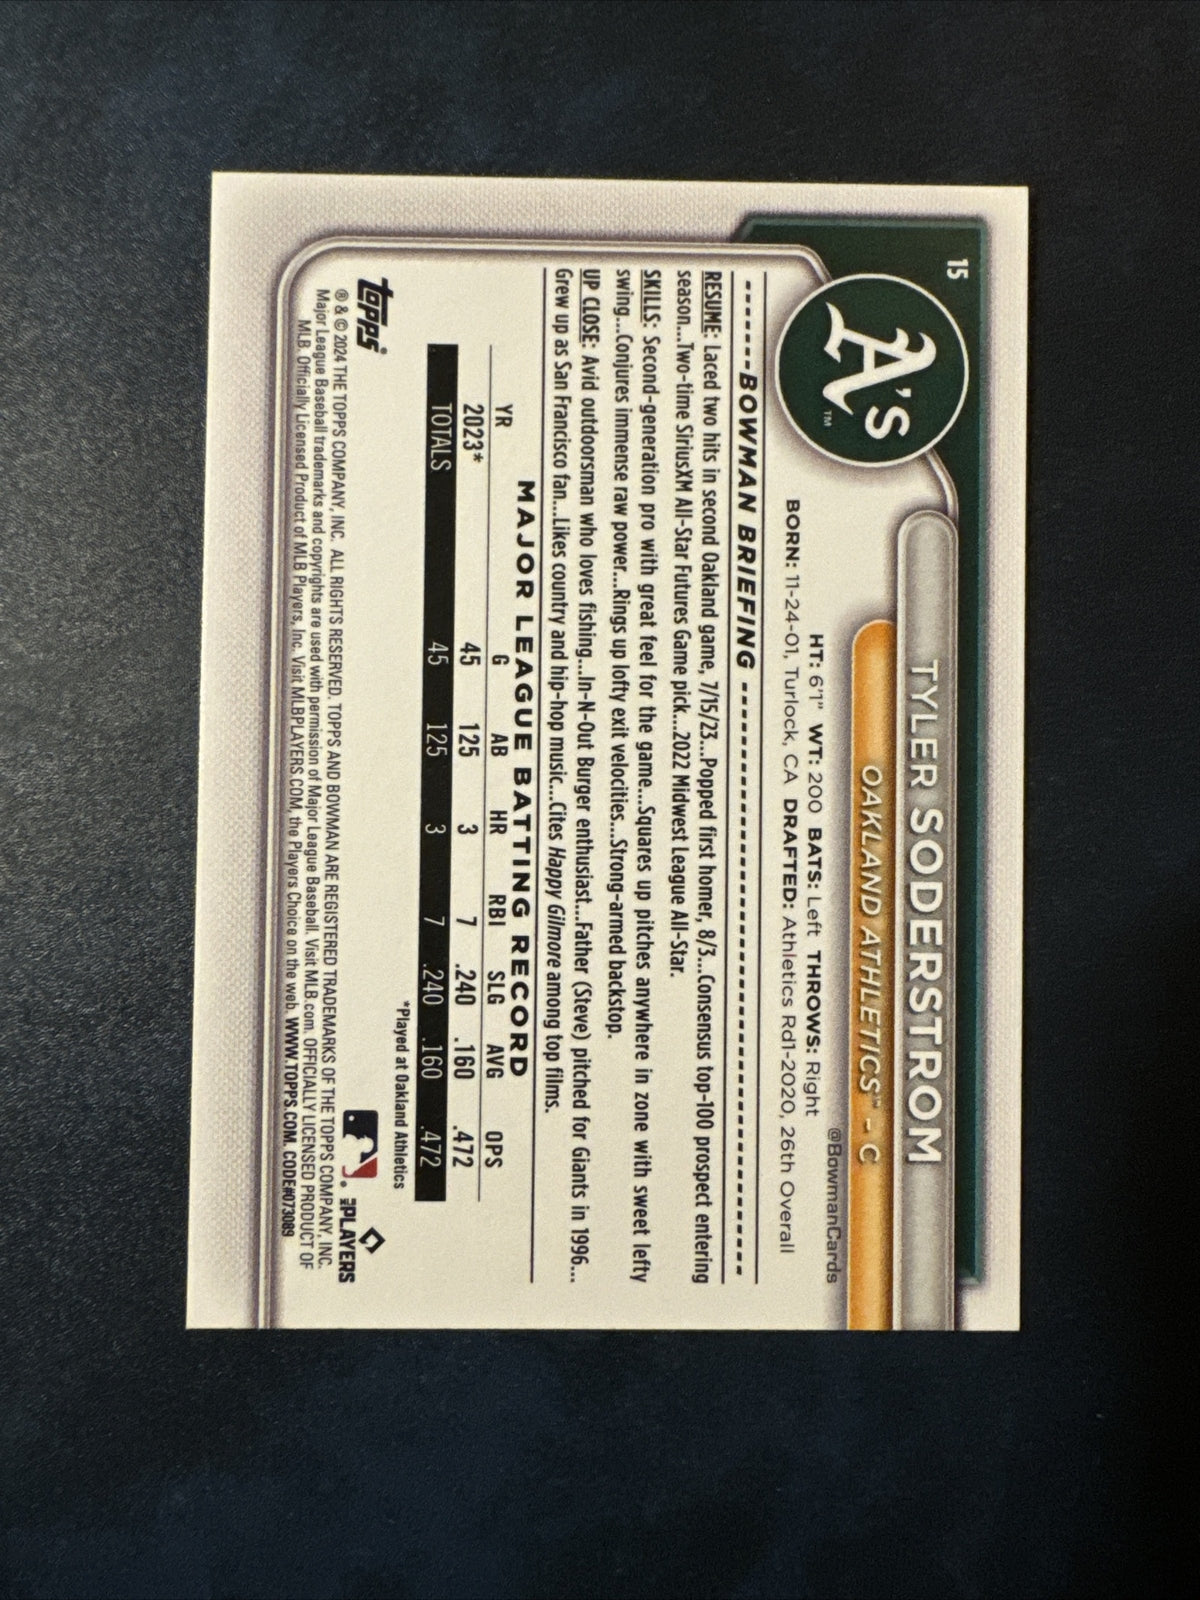 15
A's™
TYLER SODERSTROM
OAKLAND ATHLETICS™ - C
@BowmanCards
HT: 6'1" WT: 200 BATS: Left THROWS: Right
BORN: 11-24-01, Turlock, CA DRAFTED: Athletics Rd1-2020, 26th Overall
------BOWMAN BRIEFING ------
RESUME: Laced two hits in second Oakland game, 7/15/23...Popped first homer, 8/3...Consensus top-100 prospect entering
season...Two-time SiriusXM All-Star Futures Game pick...2022 Midwest League All-Star.
SKILLS: Second-generation pro with great feel for the game...Squares up pitches anywhere in zone with sweet lefty
swing...Conjures immense raw power...Rings up lofty exit velocities...Strong-armed backstop.
UP CLOSE: Avid outdoorsman who loves fishing...In-N-Out Burger enthusiast...Father (Steve) pitched for Giants in 1996...
Grew up as San Francisco fan...Likes country and hip-hop music...Cites Happy Gilmore among top films.
MAJOR LEAGUE BATTING RECORD
YR G AB HR RBI SLG AVG OPS
2023* 45 125 3 7 .240 .160 .472
TOTALS 45 125 3 7 .240 .160 .472
*Played at Oakland Athletics
topps®
MLB PLAYERS
® & © 2024 THE TOPPS COMPANY, INC. ALL RIGHTS RESERVED. TOPPS AND BOWMAN ARE REGISTERED TRADEMARKS OF THE TOPPS COMPANY, INC.
Major League Baseball trademarks and copyrights are used with permission of Major League Baseball. Visit MLB.com. OFFICIALLY LICENSED PRODUCT OF
MLB. Officially Licensed Product of MLB Players, Inc. Visit MLBPLAYERS.COM, the Players Choice on the web. WWW.TOPPS.COM. CODE#073089